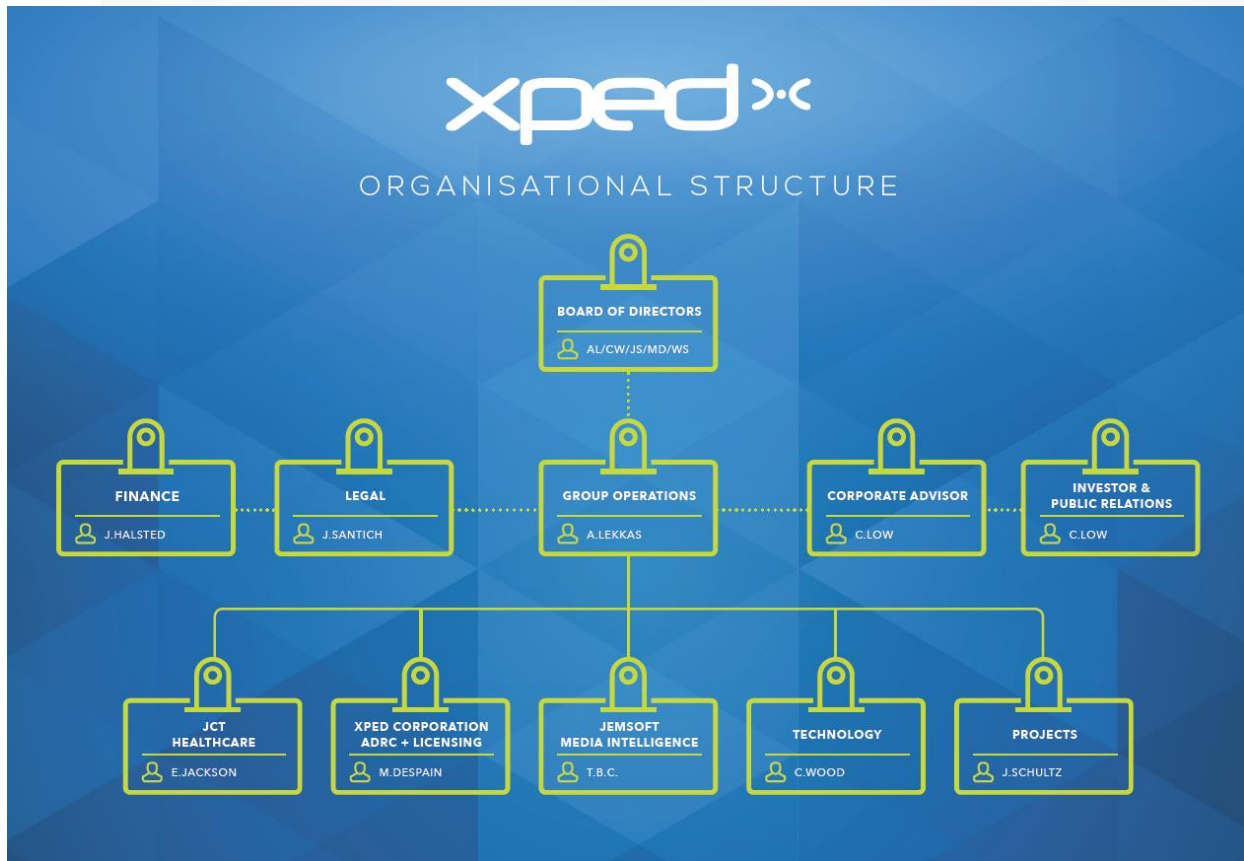 xped
ORGANISATIONAL STRUCTURE
BOARD OF DIRECTORS
AL/CW/JS/MD/WS
FINANCE
J.HALSTED
LEGAL
J.SANTICH
GROUP OPERATIONS
A.LEKKAS
CORPORATE ADVISOR
C.LOW
INVESTOR &
PUBLIC RELATIONS
C.LOW
JCT
HEALTHCARE
E.JACKSON
XPED CORPORATION
ADRC + LICENSING
M.DESPAIN
JEMSOFT
MEDIA INTELLIGENCE
T.B.C.
TECHNOLOGY
C.WOOD
PROJECTS
J.SCHULTZ